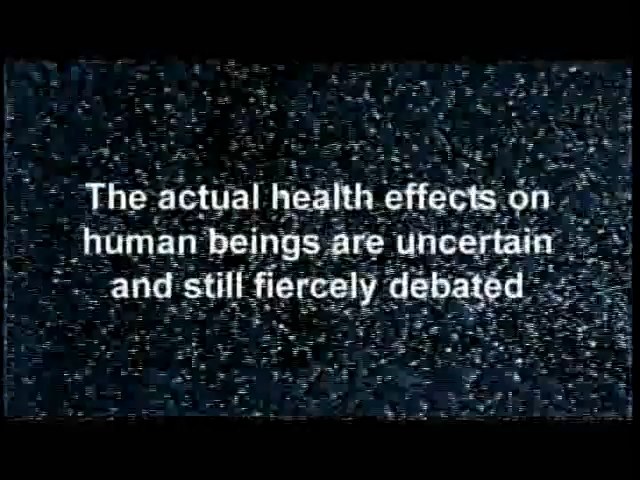 The actual health effects on
human beings are uncertain
and still fiercely debated